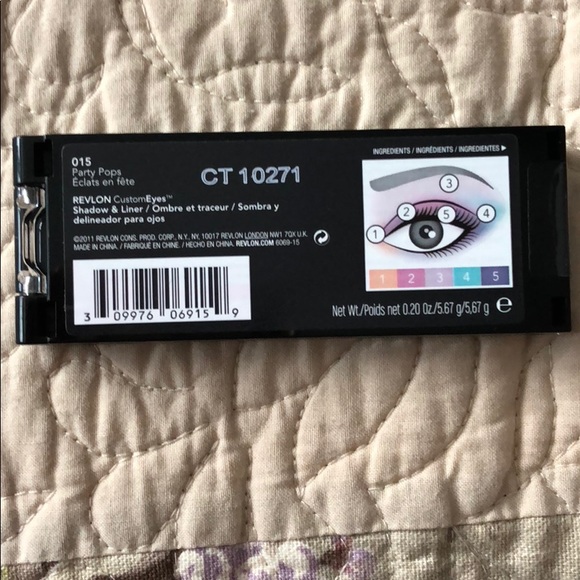 015
Party Pops
Éclats en fête
CT 10271
REVLON CustomEyes™
Shadow & Liner / Ombre et traceur / Sombra y
delineador para ojos
©2011 REVLON CONS. PROD. CORP., N.Y., NY, 10017 REVLON LONDON NW1 7QX U.K.
MADE IN CHINA. / FABRIQUÉ EN CHINE. / HECHO EN CHINA. REVLON.COM 6069-15
3 09976 06915 9
INGREDIENTS / INGRÉDIENTS / INGREDIENTES ▶
3
2
5
4
1
1 2 3 4 5
Net Wt./Poids net 0.20 Oz./5.67 g/5,67 g ℮